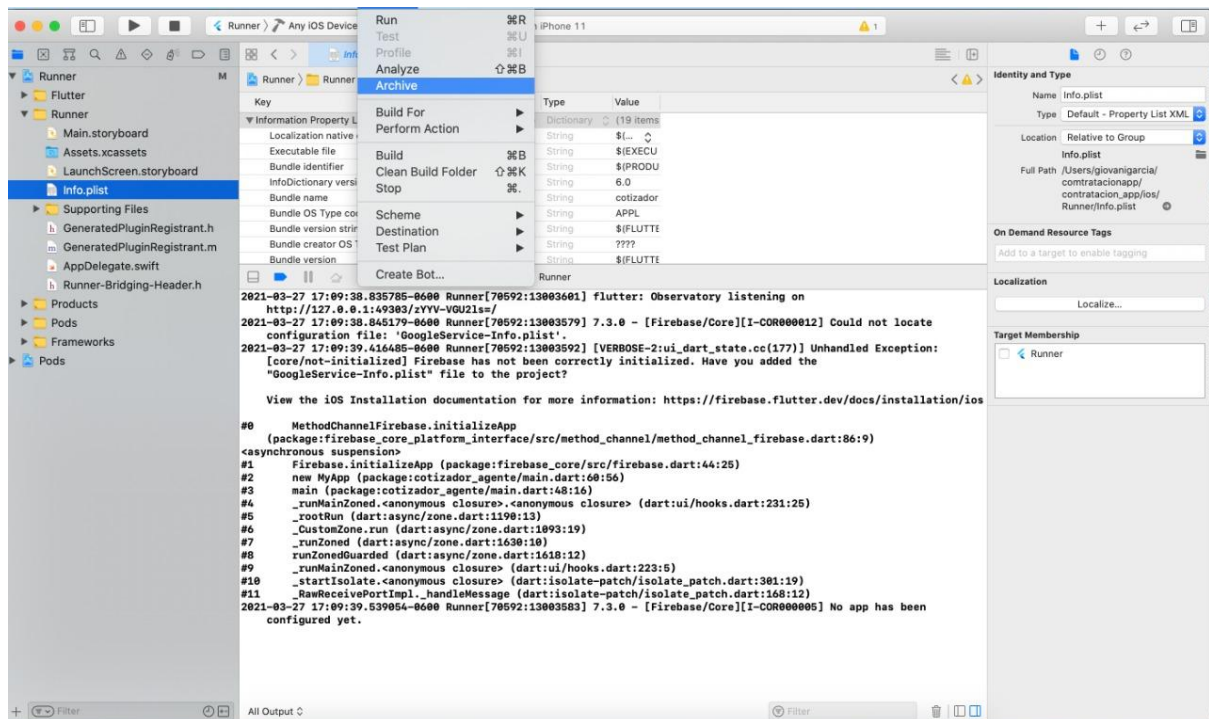 Runner
Any iOS Device
iPhone 11
1
Run ⌘R
Test ⌘U
Profile ⌘I
Analyze ⇧⌘B
Archive
Build For
Perform Action
Build ⌘B
Clean Build Folder ⇧⌘K
Stop ⌘.
Scheme
Destination
Test Plan
Create Bot...
Runner M
Flutter
Runner
Main.storyboard
Assets.xcassets
LaunchScreen.storyboard
Info.plist
Supporting Files
GeneratedPluginRegistrant.h
GeneratedPluginRegistrant.m
AppDelegate.swift
Runner-Bridging-Header.h
Products
Pods
Frameworks
Pods
Filter
Runner Runner
Key Type Value
Information Property L Dictionary (19 items
Localization native String $(...
Executable file String $(EXECU
Bundle identifier String $(PRODU
InfoDictionary versi String 6.0
Bundle name String cotizador
Bundle OS Type co String APPL
Bundle version strir String $(FLUTTE
Bundle creator OS String ????
Bundle version String $(FLUTTE
Runner
2021-03-27 17:09:38.835785-0600 Runner[70592:13003601] flutter: Observatory listening on
http://127.0.0.1:49303/zYYV-VGU2ls=/
2021-03-27 17:09:38.845179-0600 Runner[70592:13003579] 7.3.0 - [Firebase/Core][I-COR000012] Could not locate
configuration file: 'GoogleService-Info.plist'.
2021-03-27 17:09:39.416485-0600 Runner[70592:13003592] [VERBOSE-2:ui_dart_state.cc(177)] Unhandled Exception:
[core/not-initialized] Firebase has not been correctly initialized. Have you added the
"GoogleService-Info.plist" file to the project?
View the iOS Installation documentation for more information: https://firebase.flutter.dev/docs/installation/ios
#0 MethodChannelFirebase.initializeApp
(package:firebase_core_platform_interface/src/method_channel/method_channel_firebase.dart:86:9)
<asynchronous suspension>
#1 Firebase.initializeApp (package:firebase_core/src/firebase.dart:44:25)
#2 new MyApp (package:cotizador_agente/main.dart:60:56)
#3 main (package:cotizador_agente/main.dart:48:16)
#4 _runMainZoned.<anonymous closure>.<anonymous closure> (dart:ui/hooks.dart:231:25)
#5 _rootRun (dart:async/zone.dart:1190:13)
#6 _CustomZone.run (dart:async/zone.dart:1093:19)
#7 _runZoned (dart:async/zone.dart:1630:10)
#8 runZonedGuarded (dart:async/zone.dart:1618:12)
#9 _runMainZoned.<anonymous closure> (dart:ui/hooks.dart:223:5)
#10 _startIsolate.<anonymous closure> (dart:isolate-patch/isolate_patch.dart:301:19)
#11 _RawReceivePortImpl._handleMessage (dart:isolate-patch/isolate_patch.dart:168:12)
2021-03-27 17:09:39.539054-0600 Runner[70592:13003583] 7.3.0 - [Firebase/Core][I-COR000005] No app has been
configured yet.
All Output
Filter
Identity and Type
Name Info.plist
Type Default - Property List XML
Location Relative to Group
Info.plist
Full Path /Users/giovanigarcia/
comtratacionapp/
contratacion_app/ios/
Runner/Info.plist
On Demand Resource Tags
Add to a target to enable tagging
Localization
Localize...
Target Membership
Runner